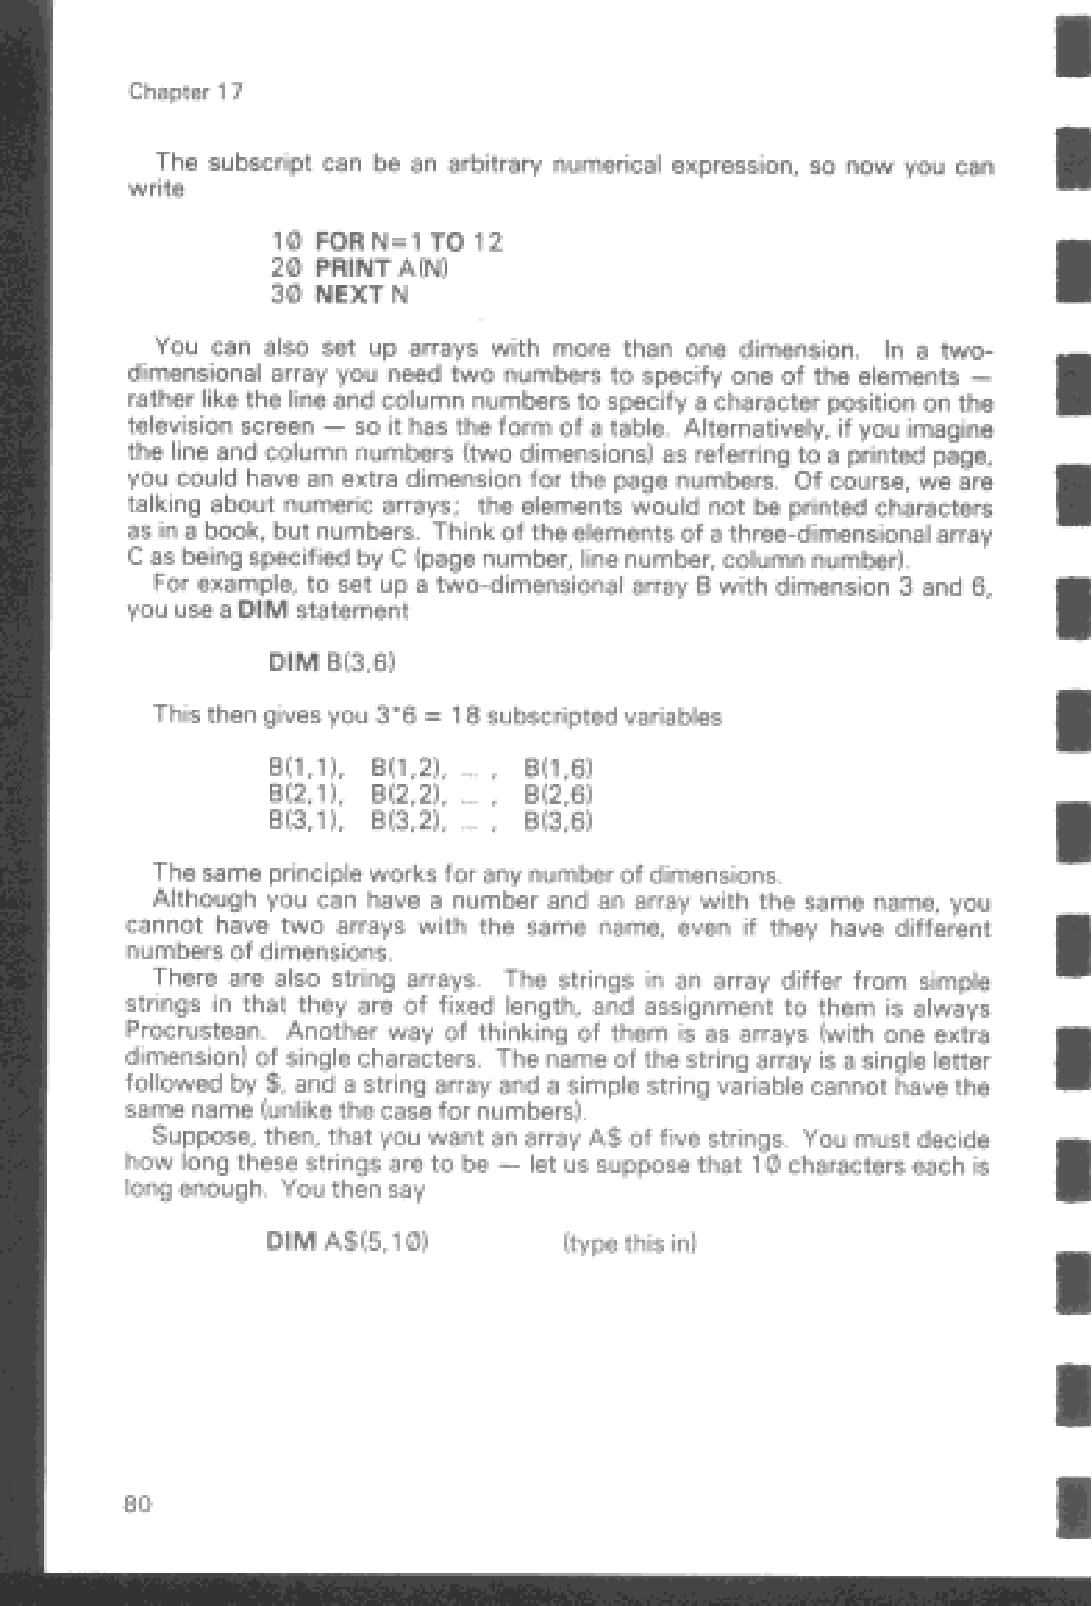 Chapter 17
The subscript can be an arbitrary numerical expression, so now you can
write
10 FOR N=1 TO 12
20 PRINT A(N)
30 NEXT N
You can also set up arrays with more than one dimension. In a two-
dimensional array you need two numbers to specify one of the elements —
rather like the line and column numbers to specify a character position on the
television screen — so it has the form of a table. Alternatively, if you imagine
the line and column numbers (two dimensions) as referring to a printed page,
you could have an extra dimension for the page numbers. Of course, we are
talking about numeric arrays; the elements would not be printed characters
as in a book, but numbers. Think of the elements of a three-dimensional array
C as being specified by C (page number, line number, column number).
For example, to set up a two-dimensional array B with dimension 3 and 6,
you use a DIM statement
DIM B(3,6)
This then gives you 3*6 = 18 subscripted variables
B(1,1), B(1,2), ... , B(1,6)
B(2,1), B(2,2), ... , B(2,6)
B(3,1), B(3,2), ... , B(3,6)
The same principle works for any number of dimensions.
Although you can have a number and an array with the same name, you
cannot have two arrays with the same name, even if they have different
numbers of dimensions.
There are also string arrays. The strings in an array differ from simple
strings in that they are of fixed length, and assignment to them is always
Procrustean. Another way of thinking of them is as arrays (with one extra
dimension) of single characters. The name of the string array is a single letter
followed by $, and a string array and a simple string variable cannot have the
same name (unlike the case for numbers).
Suppose, then, that you want an array A$ of five strings. You must decide
how long these strings are to be — let us suppose that 10 characters each is
long enough. You then say
DIM A$(5,10) (type this in)
80